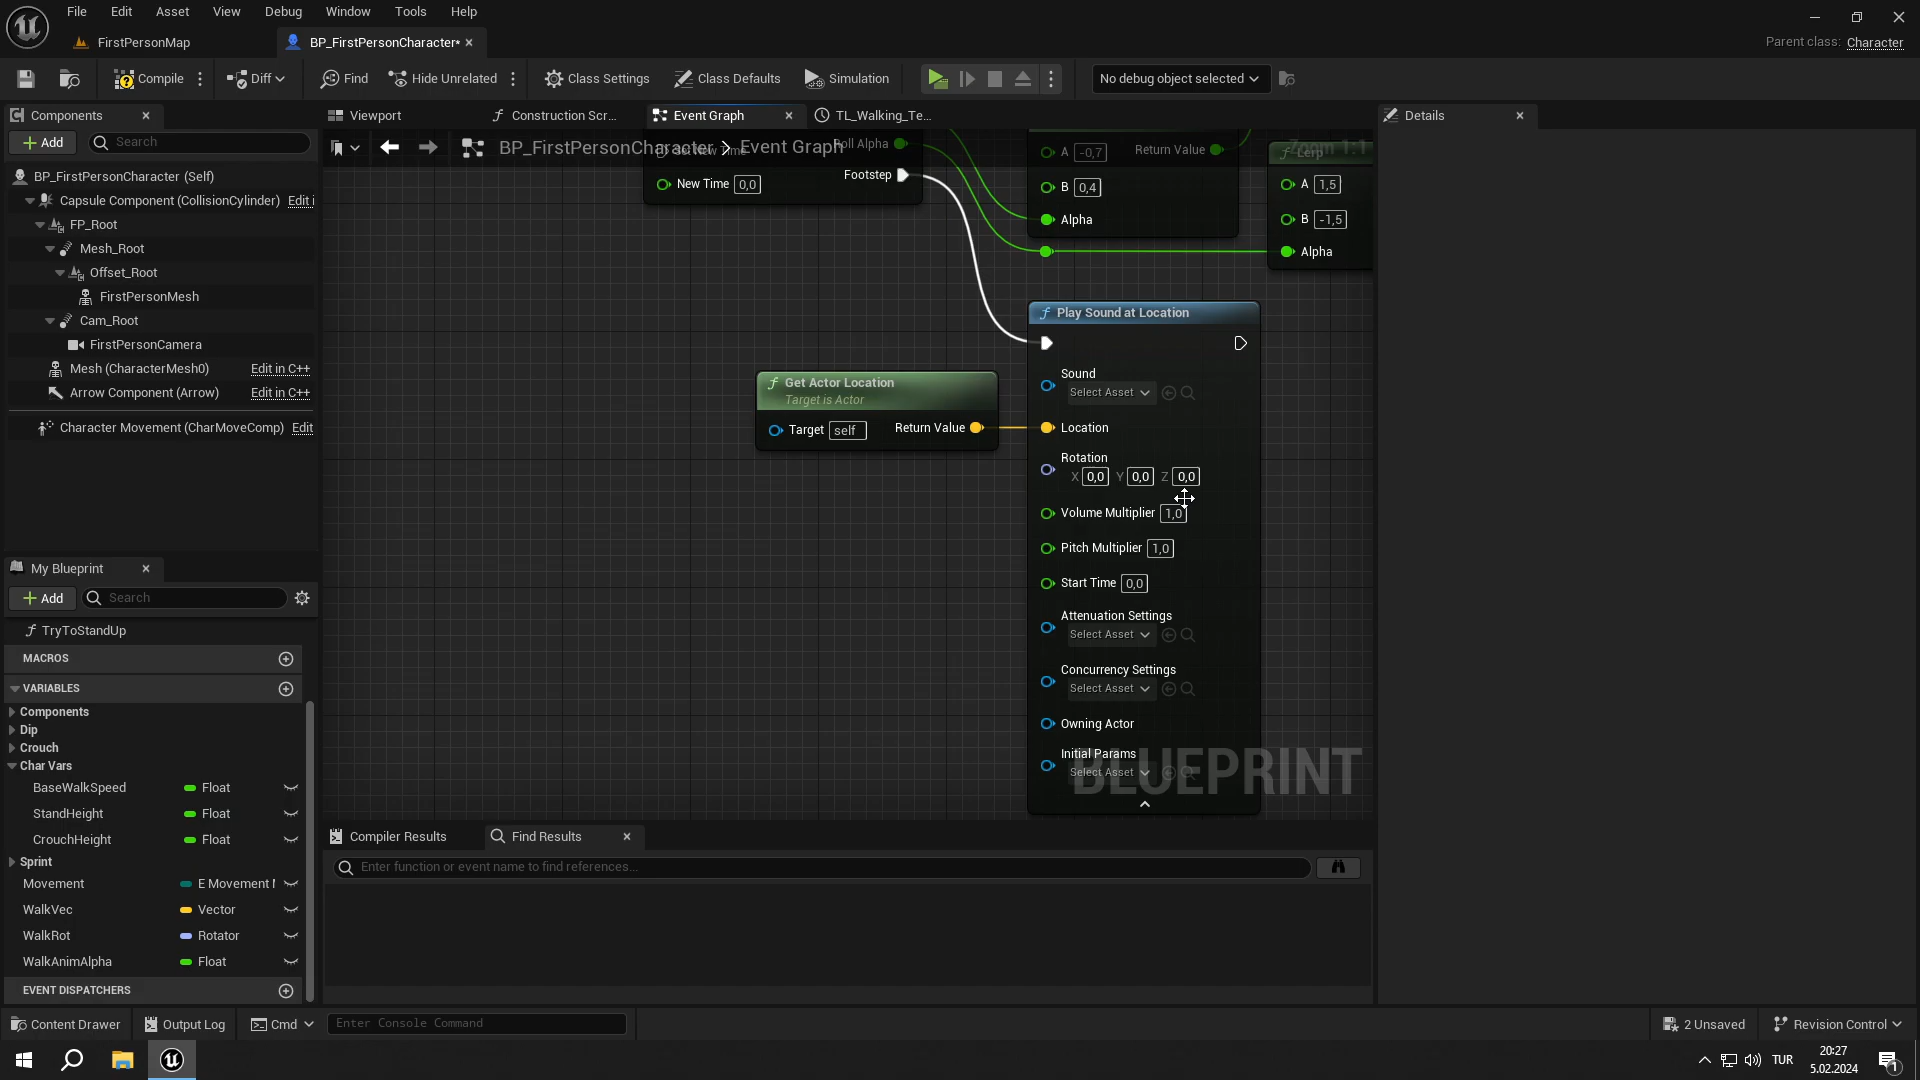 File Edit Asset View Debug Window Tools Help
FirstPersonMap
BP_FirstPersonCharacter*
Parent class: Character
Compile
Diff
Find
Hide Unrelated
Class Settings
Class Defaults
Simulation
No debug object selected
Components
Add
Search
BP_FirstPersonCharacter (Self)
Capsule Component (CollisionCylinder) Edit i
FP_Root
Mesh_Root
Offset_Root
FirstPersonMesh
Cam_Root
FirstPersonCamera
Mesh (CharacterMesh0) Edit in C++
Arrow Component (Arrow) Edit in C++
Character Movement (CharMoveComp) Edit
My Blueprint
Add
Search
TryToStandUp
MACROS
VARIABLES
Components
Dip
Crouch
Char Vars
BaseWalkSpeed Float
StandHeight Float
CrouchHeight Float
Sprint
Movement E Movement
WalkVec Vector
WalkRot Rotator
WalkAnimAlpha Float
EVENT DISPATCHERS
Viewport
Construction Scr...
Event Graph
TL_Walking_Te...
BP_FirstPersonCharacter > Event Graph
Zoom 1:1
Set New Time
Roll Alpha
New Time 0,0
Footstep
A -0,7
Return Value
B 0,4
Alpha
Lerp
A 1,5
B -1,5
Alpha
Get Actor Location
Target is Actor
Target self
Return Value
Play Sound at Location
Sound
Select Asset
Location
Rotation
X 0,0 Y 0,0 Z 0,0
Volume Multiplier 1,0
Pitch Multiplier 1,0
Start Time 0,0
Attenuation Settings
Select Asset
Concurrency Settings
Select Asset
Owning Actor
Initial Params
Select Asset
BLUEPRINT
Compiler Results
Find Results
Enter function or event name to find references...
Details
Content Drawer
Output Log
Cmd
Enter Console Command
2 Unsaved
Revision Control
TUR
20:27
5.02.2024
1